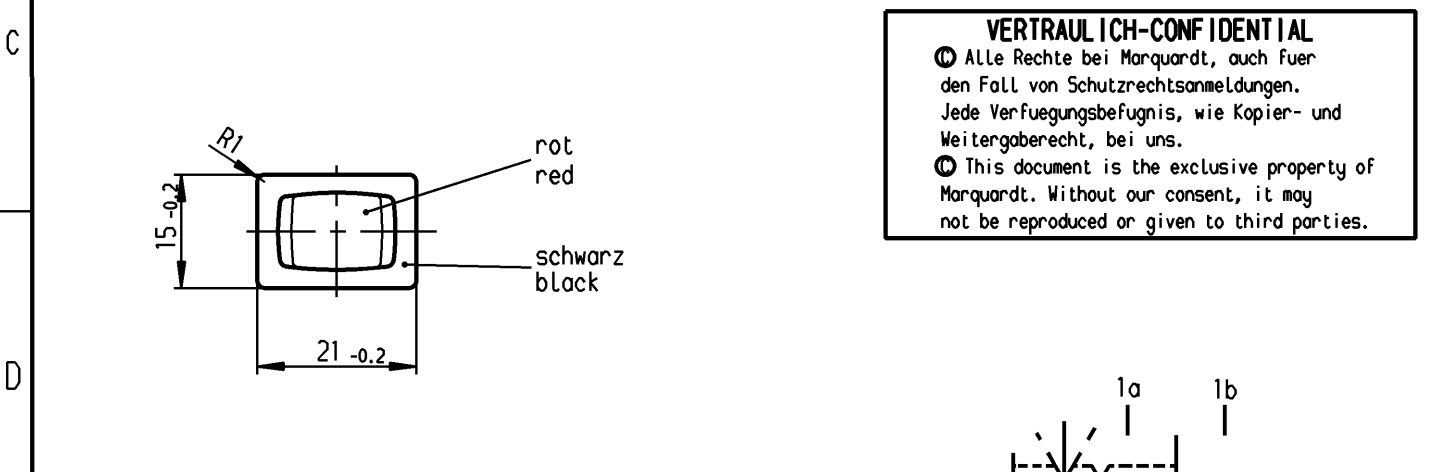 C
VERTRAULICH-CONFIDENTIAL
© Alle Rechte bei Marquardt, auch fuer
den Fall von Schutzrechtsanmeldungen.
Jede Verfuegungsbefugnis, wie Kopier- und
Weitergaberecht, bei uns.
© This document is the exclusive property of
Marquardt. Without our consent, it may
not be reproduced or given to third parties.
R1
rot
red
15 -0.2
schwarz
black
21 -0.2
D
1a 1b